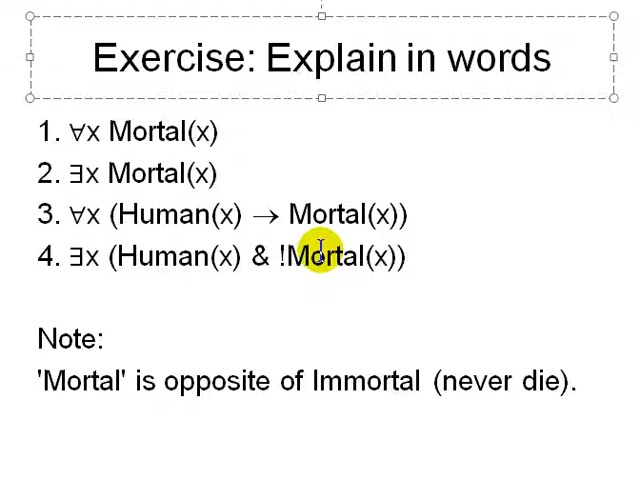 Exercise: Explain in words
1. ∀x Mortal(x)
2. ∃x Mortal(x)
3. ∀x (Human(x) → Mortal(x))
4. ∃x (Human(x) & !Mortal(x))
Note:
'Mortal' is opposite of Immortal (never die).